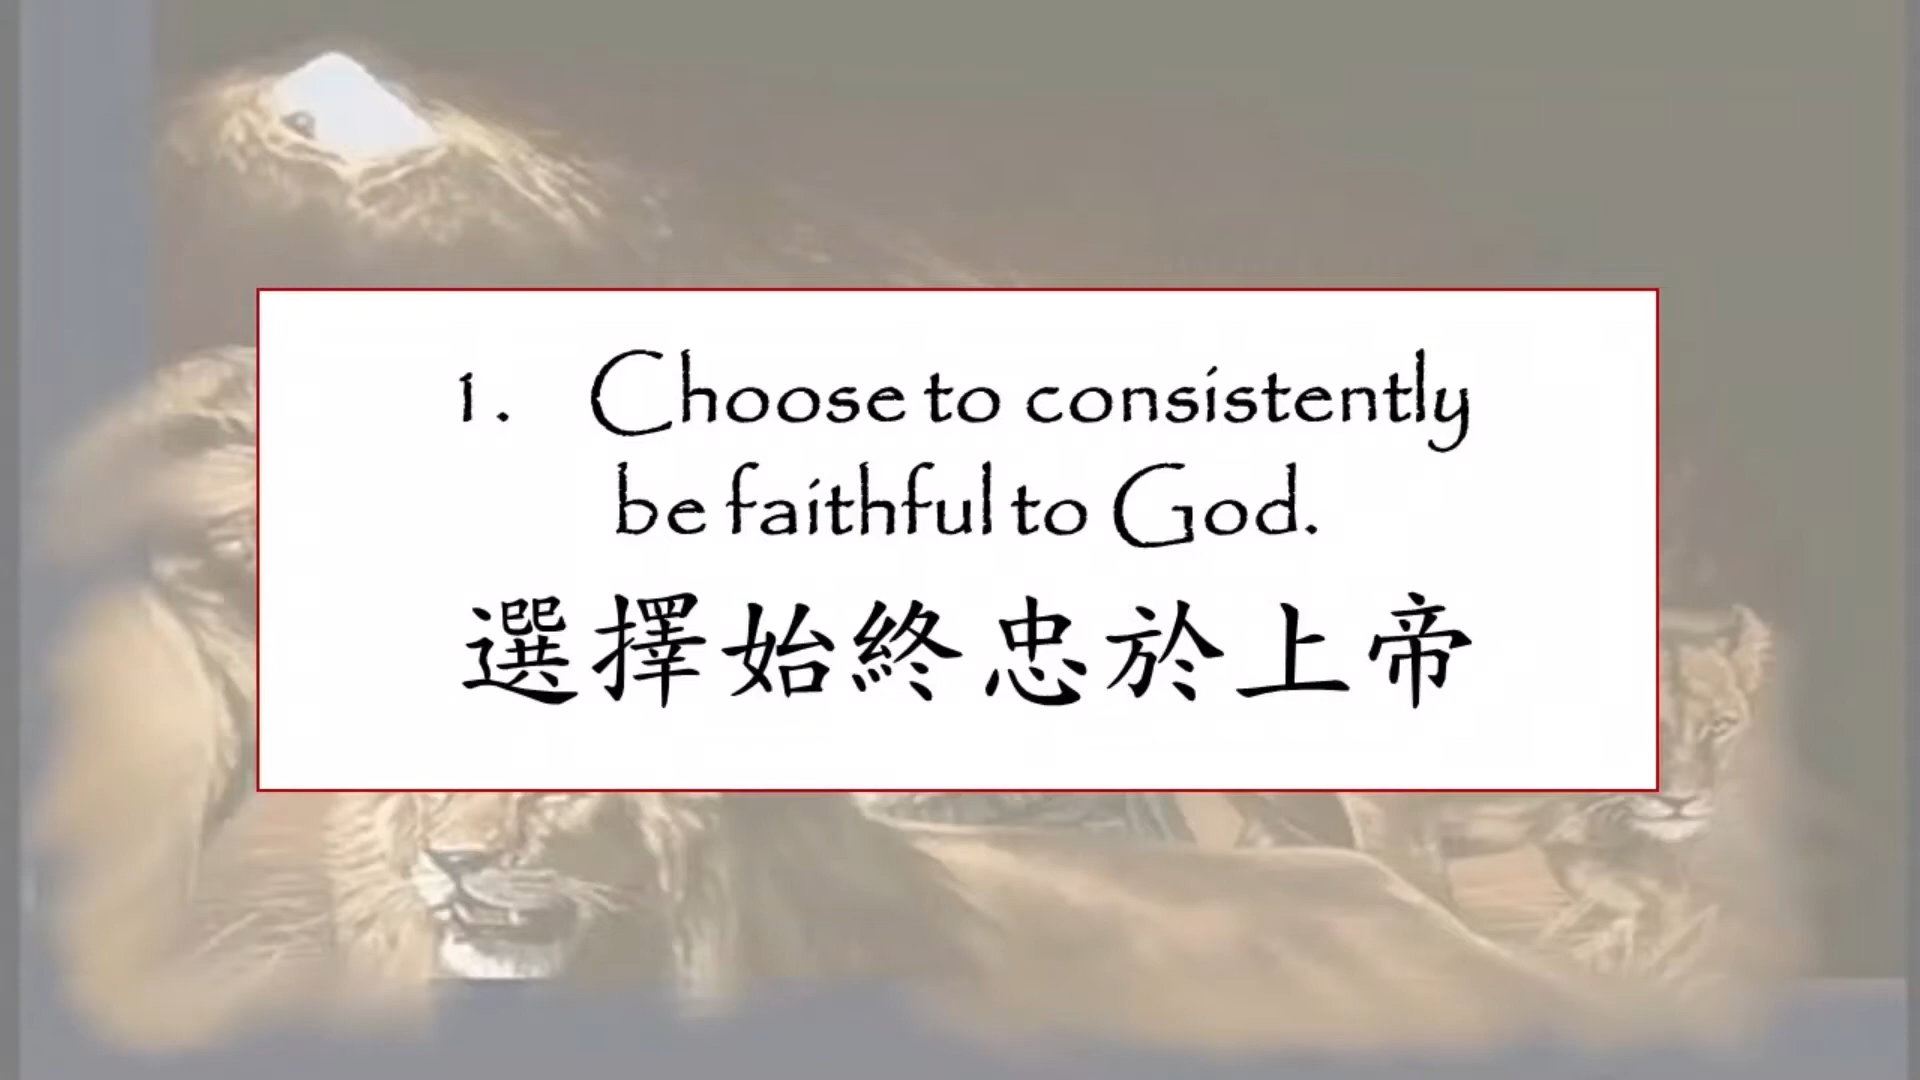 1. Choose to consistently
be faithful to God.
選擇始終忠於上帝